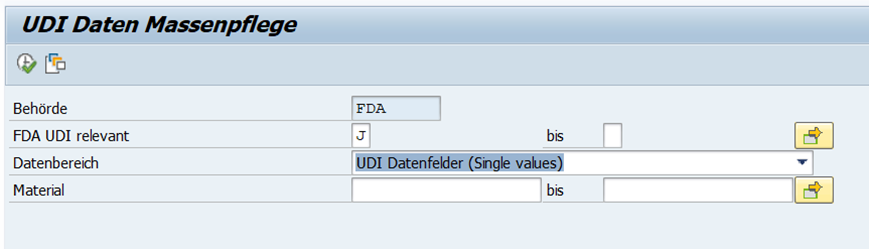 UDI Daten Massenpflege
Behörde FDA
FDA UDI relevant J bis
Datenbereich UDI Datenfelder (Single values)
Material bis